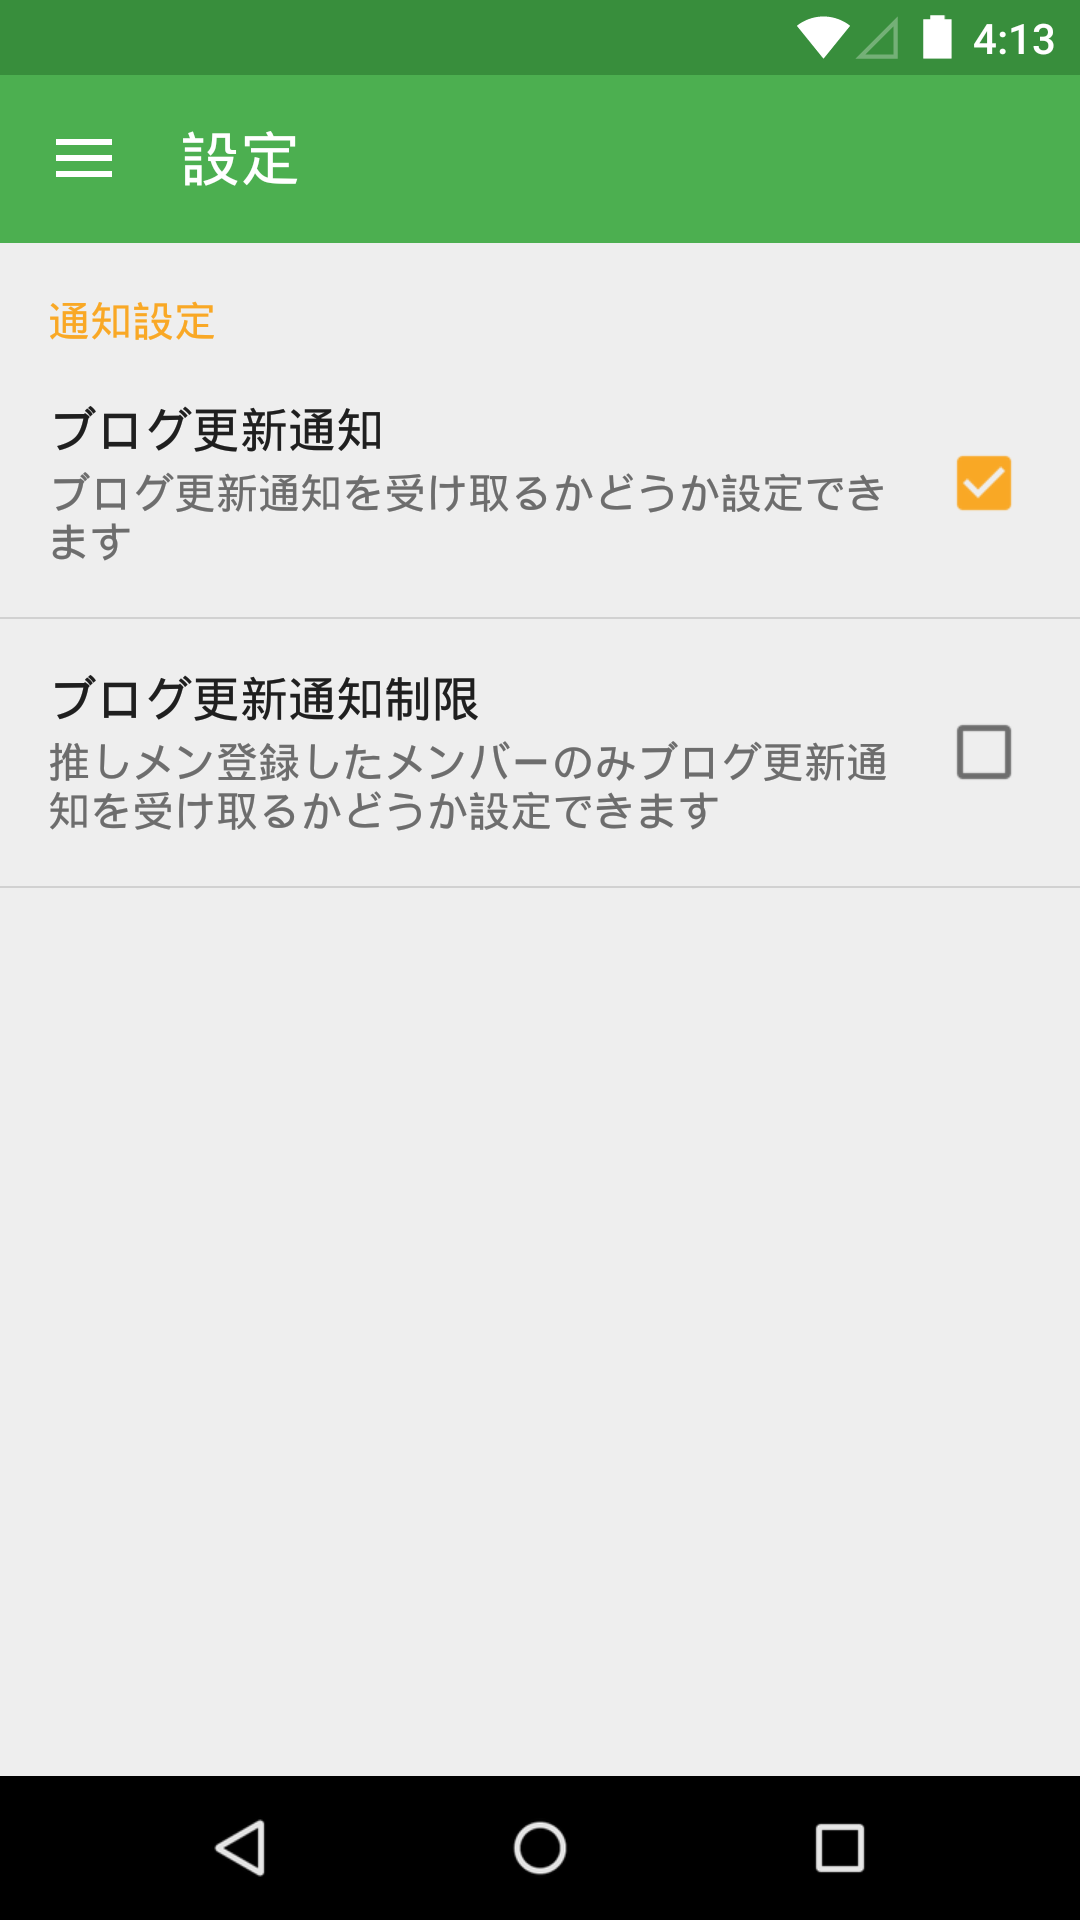 4:13
設定
通知設定
ブログ更新通知
ブログ更新通知を受け取るかどうか設定でき
ます
ブログ更新通知制限
推しメン登録したメンバーのみブログ更新通
知を受け取るかどうか設定できます